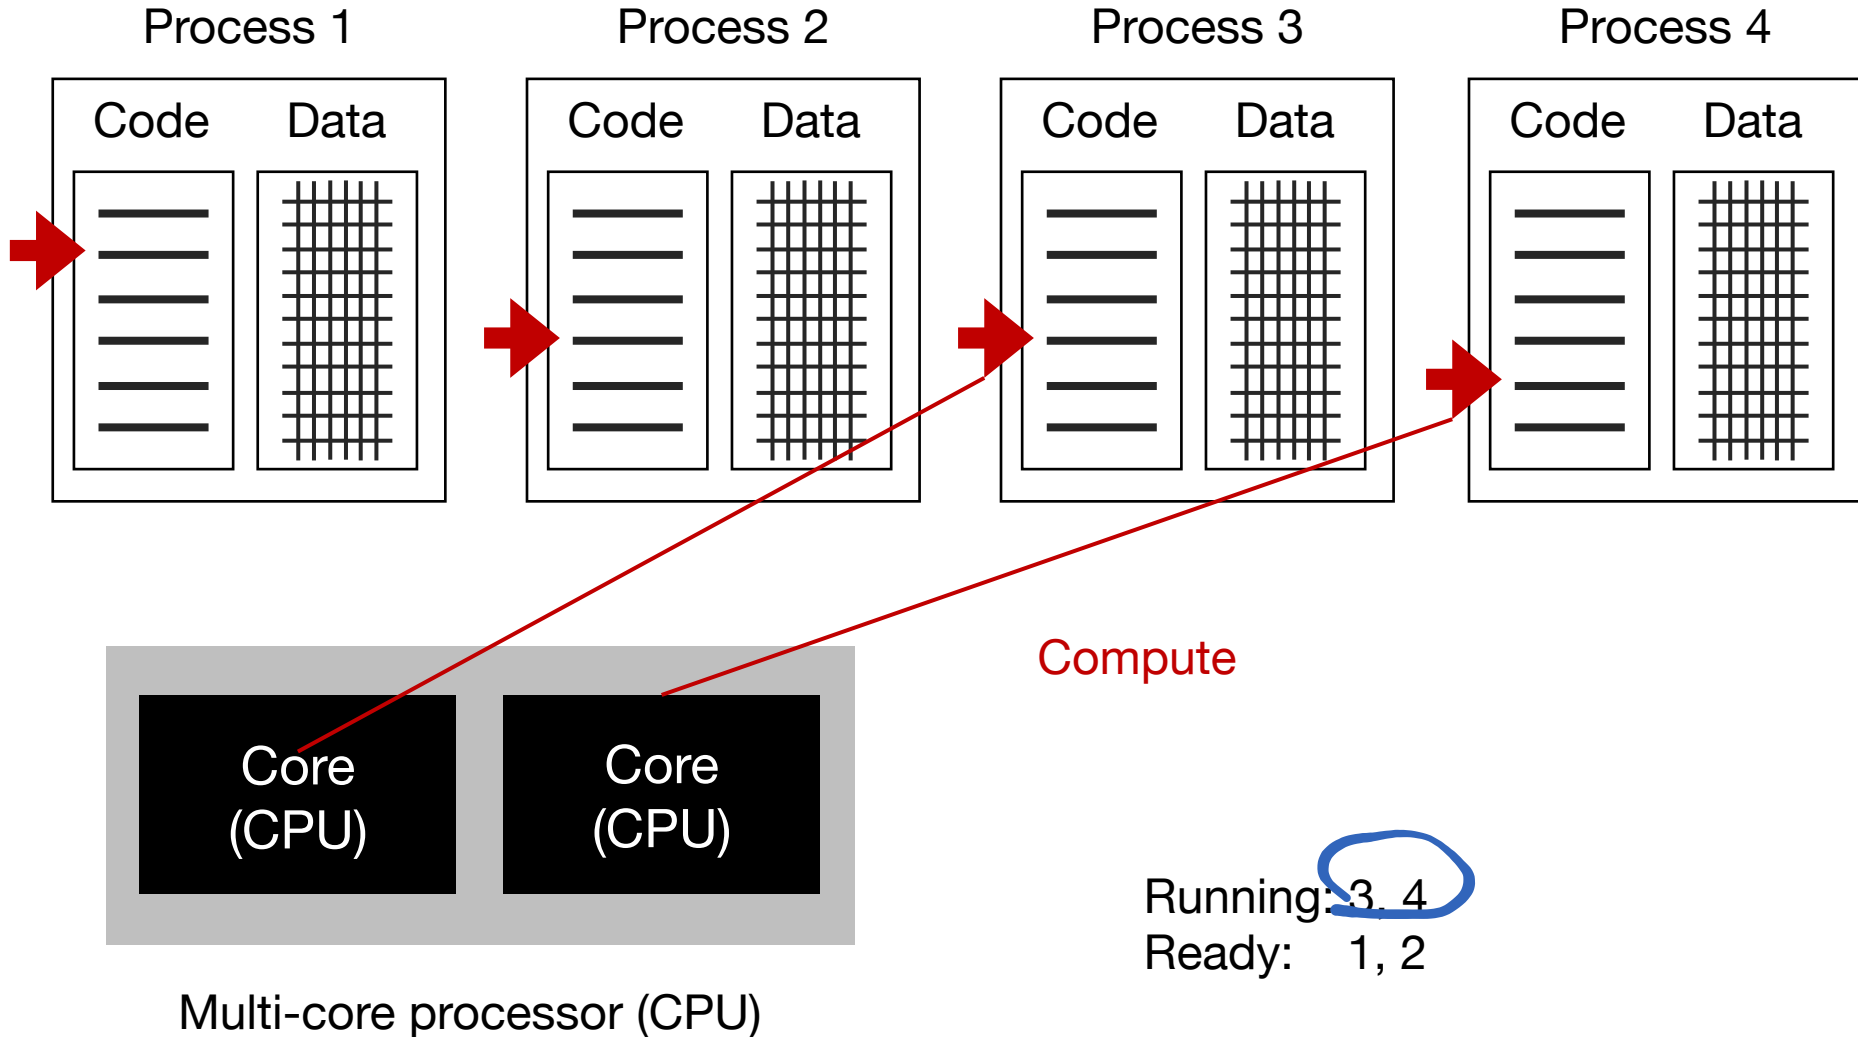 Process 1
Process 2
Process 3
Process 4
Code Data
Code Data
Code Data
Code Data
Compute
Core
(CPU)
Core
(CPU)
Running: 3, 4
Ready: 1, 2
Multi-core processor (CPU)